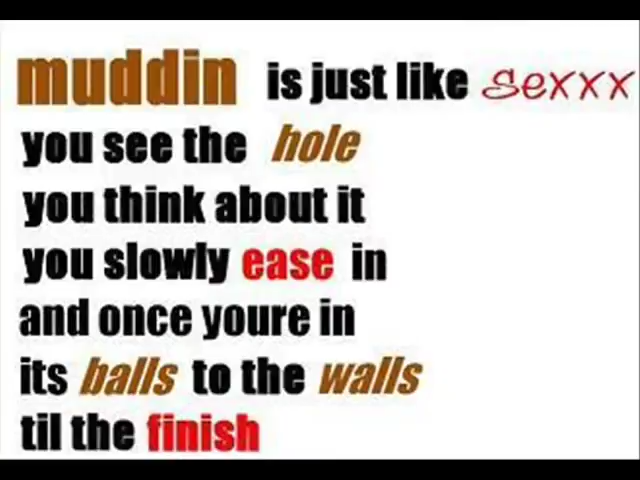 muddin is just like sexxx
you see the hole
you think about it
you slowly ease in
and once youre in
its balls to the walls
til the finish